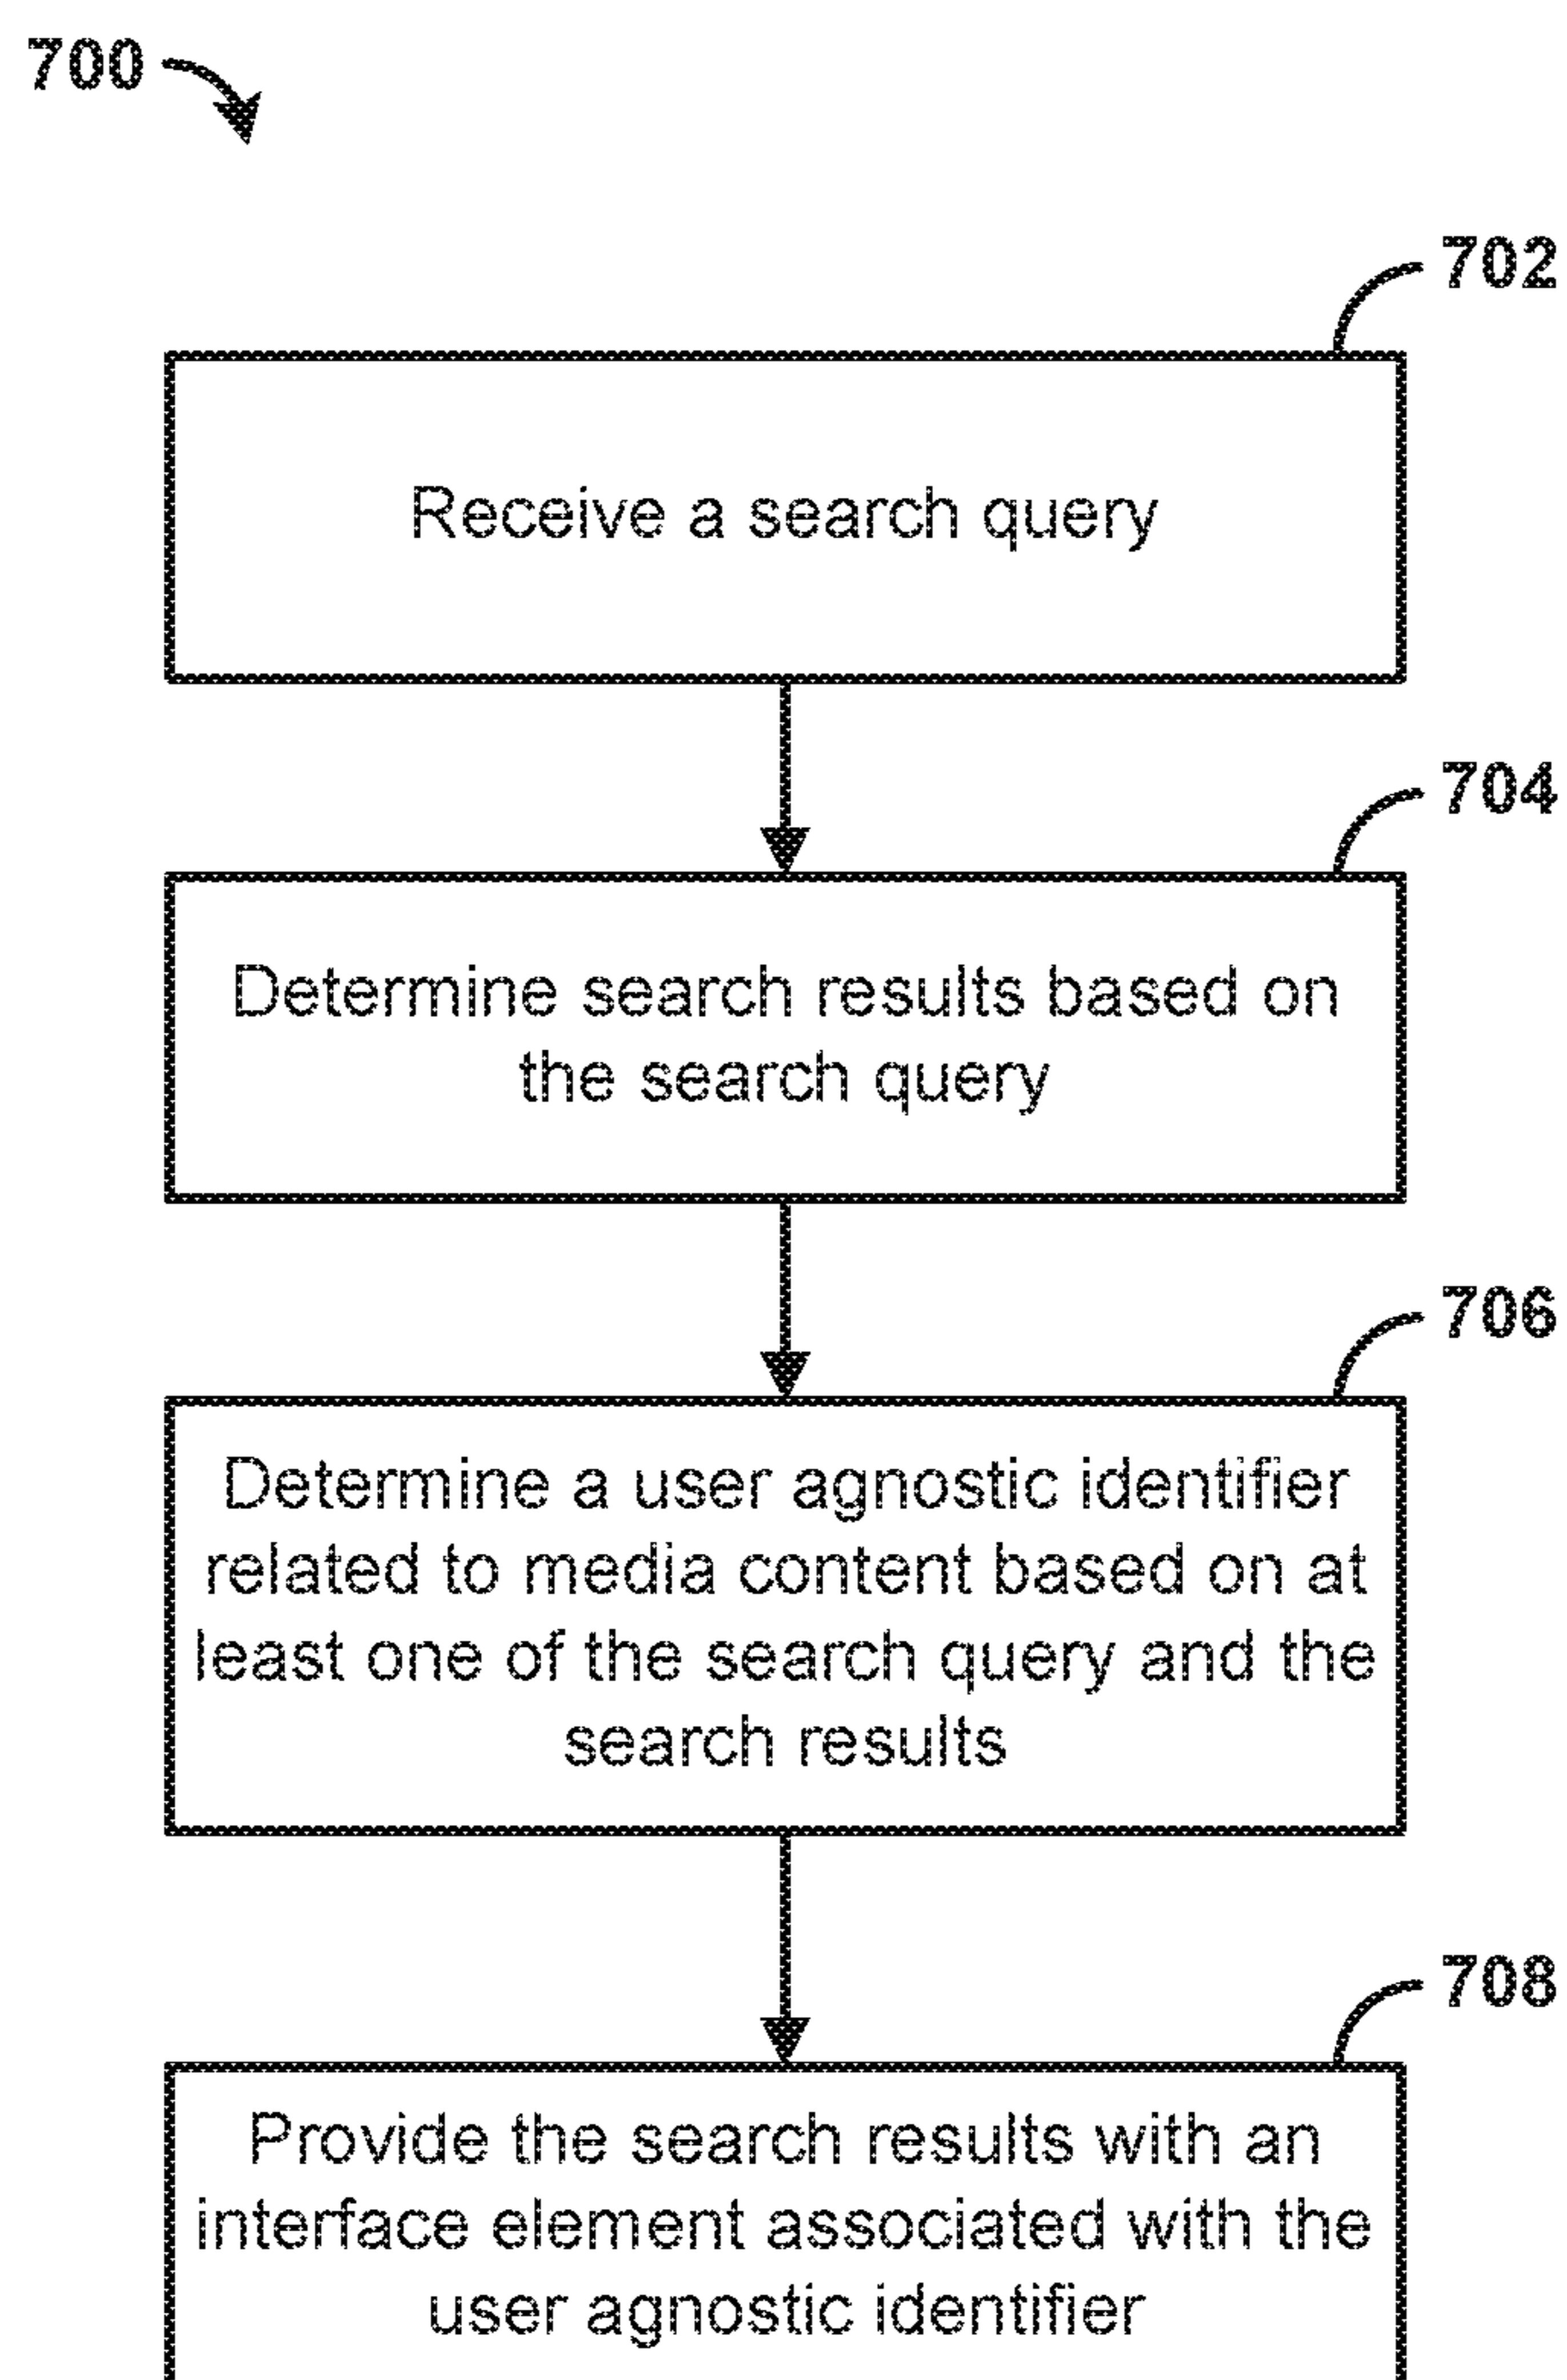 700
702
Receive a search query
704
Determine search results based on
the search query
706
Determine a user agnostic identifier
related to media content based on at
least one of the search query and the
search results
708
Provide the search results with an
interface element associated with the
user agnostic identifier